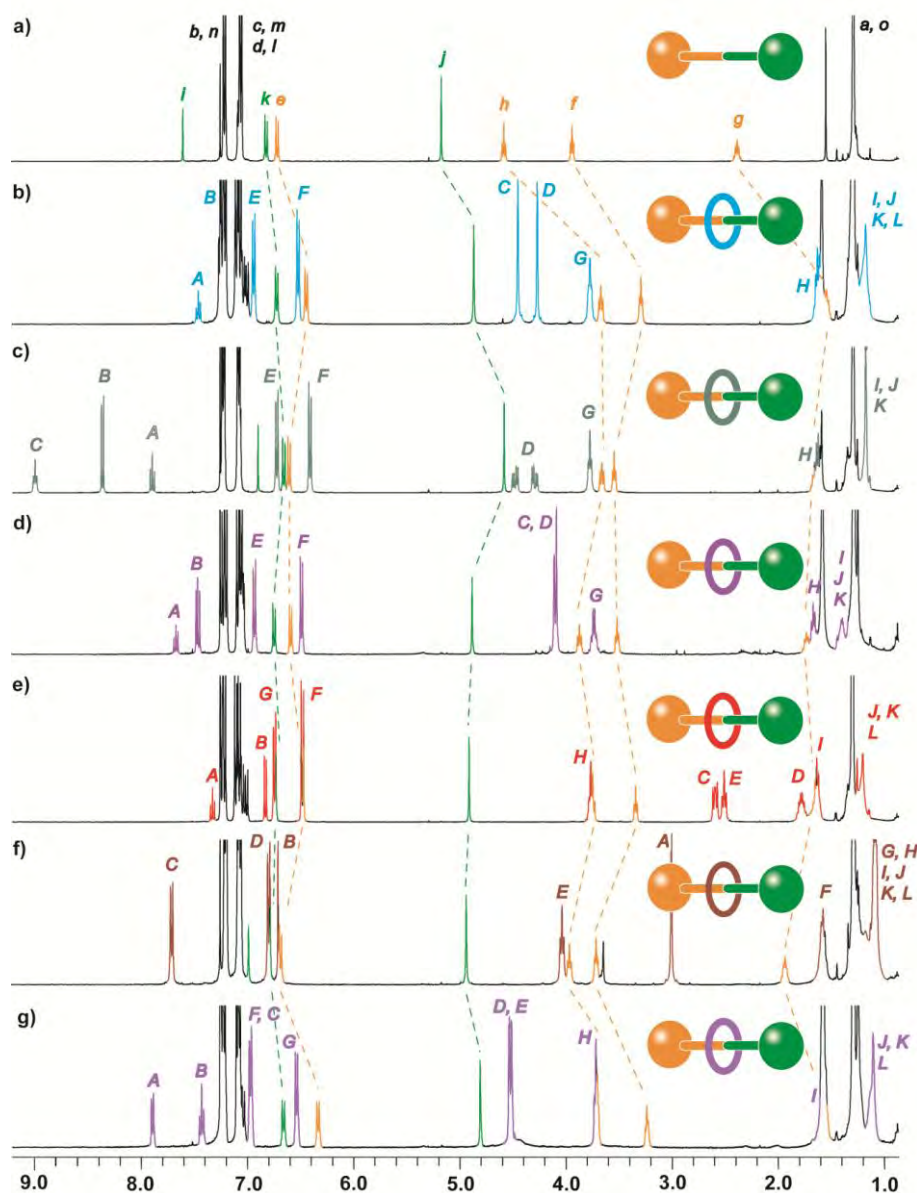 a)
b, n
c, m
d, l
i
k
e
j
h
f
g
a, o
b)
A
B
E
F
C
D
G
H
I, J
K, L
c)
C
B
A
E
F
D
G
H
I, J
K
d)
A
B
E
F
C, D
G
H
I
J
K
e)
A
B
G
F
H
C
E
D
I
J, K
L
f)
C
D
B
E
A
F
G, H
I, J
K, L
g)
A
B
F, C
G
D, E
H
I
J, K
L
9.0 8.0 7.0 6.0 5.0 4.0 3.0 2.0 1.0